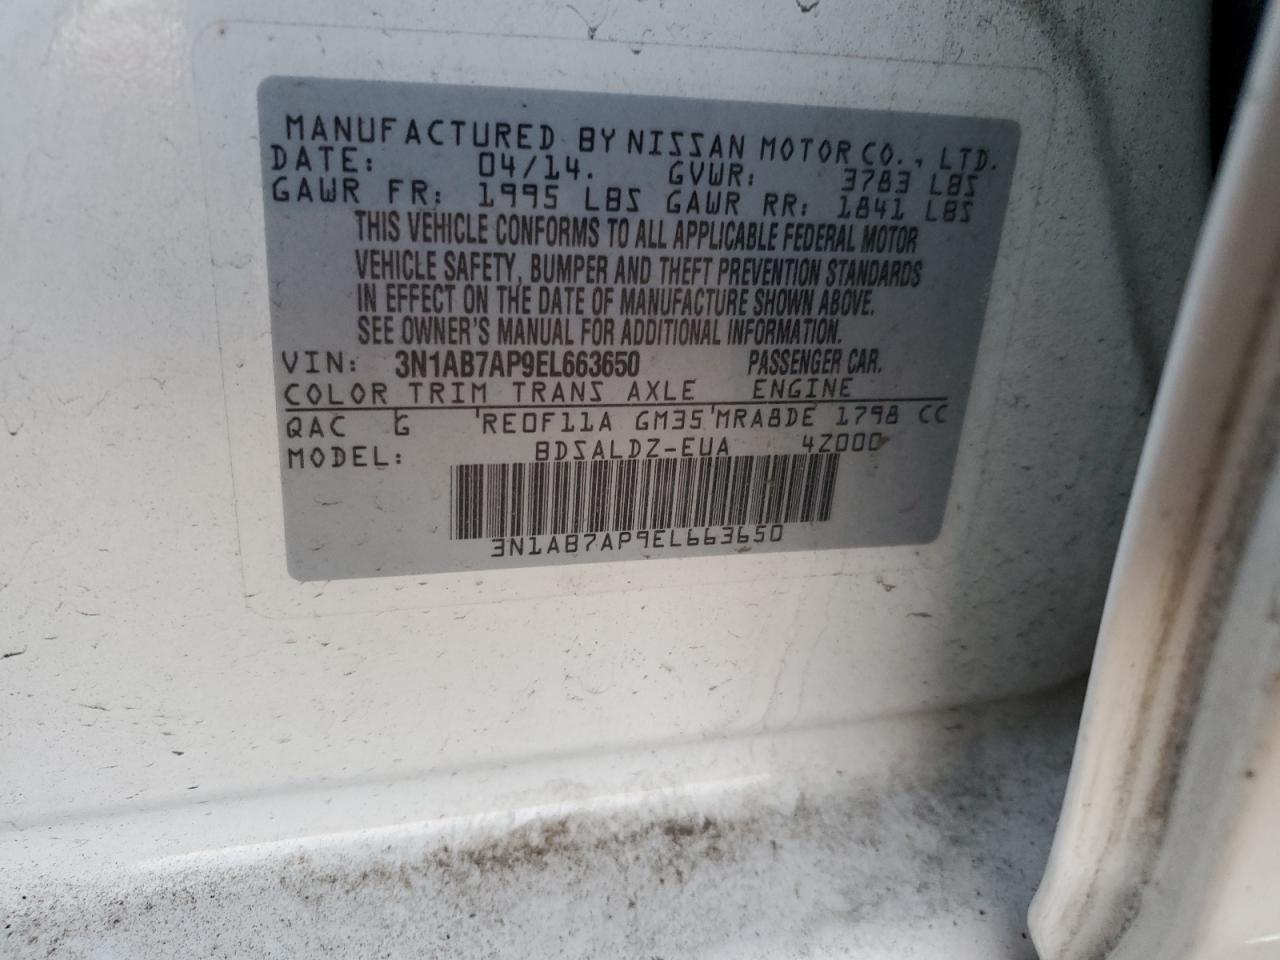 MANUFACTURED BY NISSAN MOTOR CO., LTD.
DATE: 04/14. GVWR: 3783 LBS
GAWR FR: 1995 LBS GAWR RR: 1841 LBS
THIS VEHICLE CONFORMS TO ALL APPLICABLE FEDERAL MOTOR
VEHICLE SAFETY, BUMPER AND THEFT PREVENTION STANDARDS
IN EFFECT ON THE DATE OF MANUFACTURE SHOWN ABOVE.
SEE OWNER'S MANUAL FOR ADDITIONAL INFORMATION.
VIN: 3N1AB7AP9EL663650 PASSENGER CAR.
COLOR TRIM TRANS AXLE ENGINE
QAC G 'RE0F11A GM35'MRA8DE 1798 CC
MODEL: BDSALDZ-EUA 4Z000
3N1AB7AP9EL663650